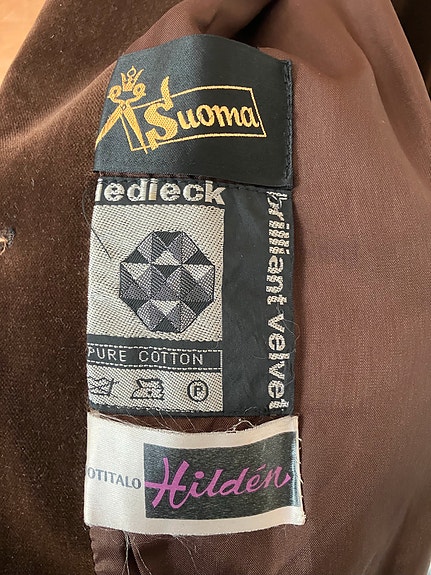 Suoma
iedieck
brilliant velvet
PURE COTTON
P
OTITALO
Hildén